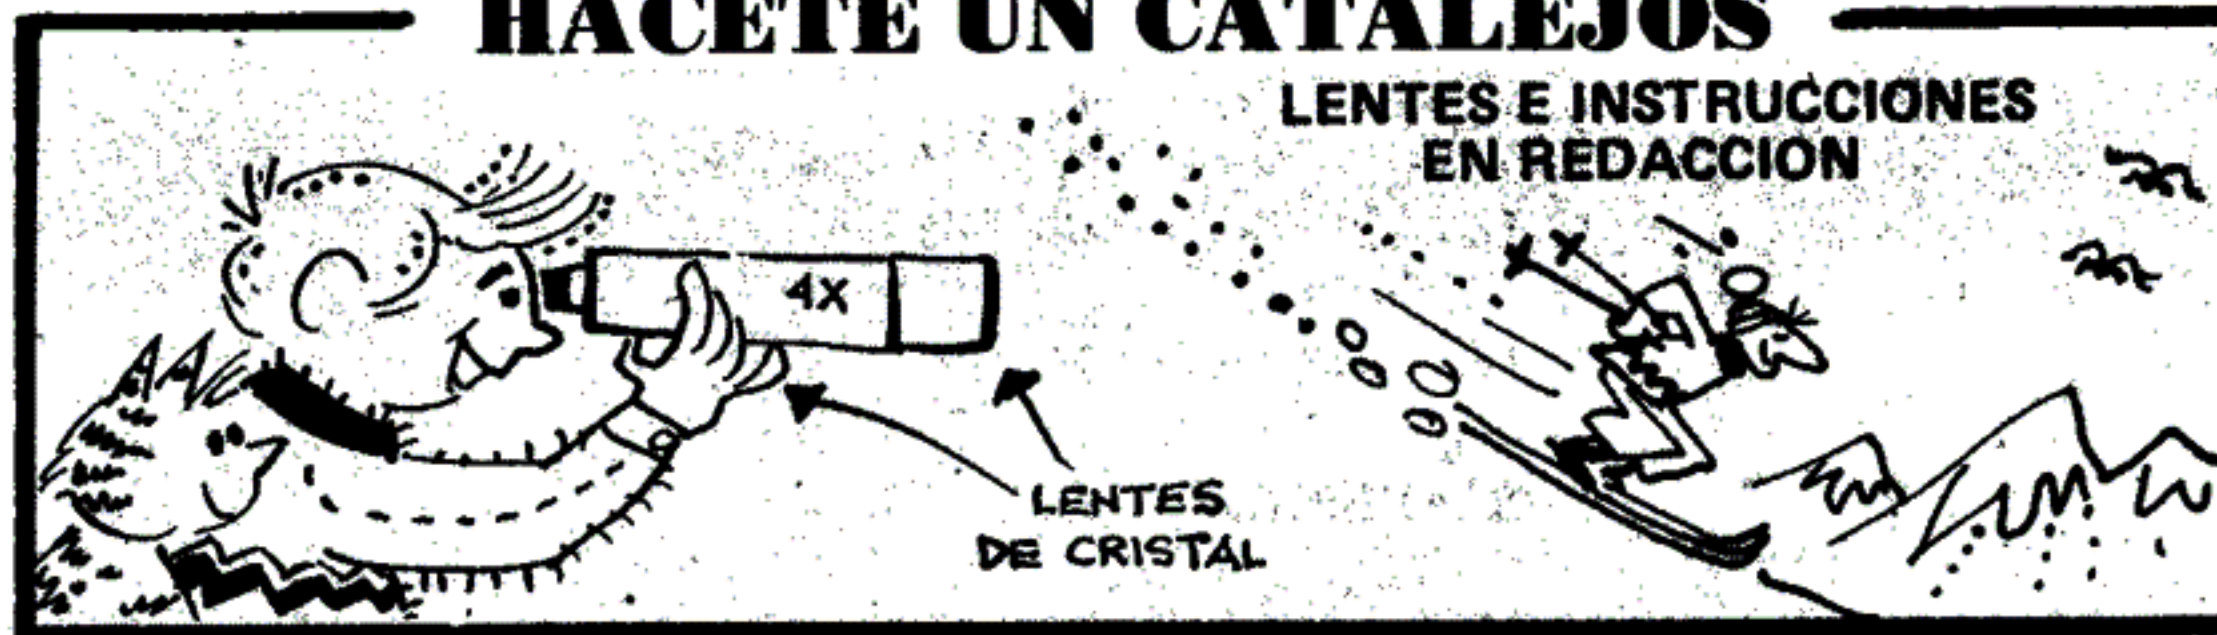 HACETE UN CATALEJOS
LENTES E INSTRUCCIONES
EN REDACCION
4X
LENTES
DE CRISTAL